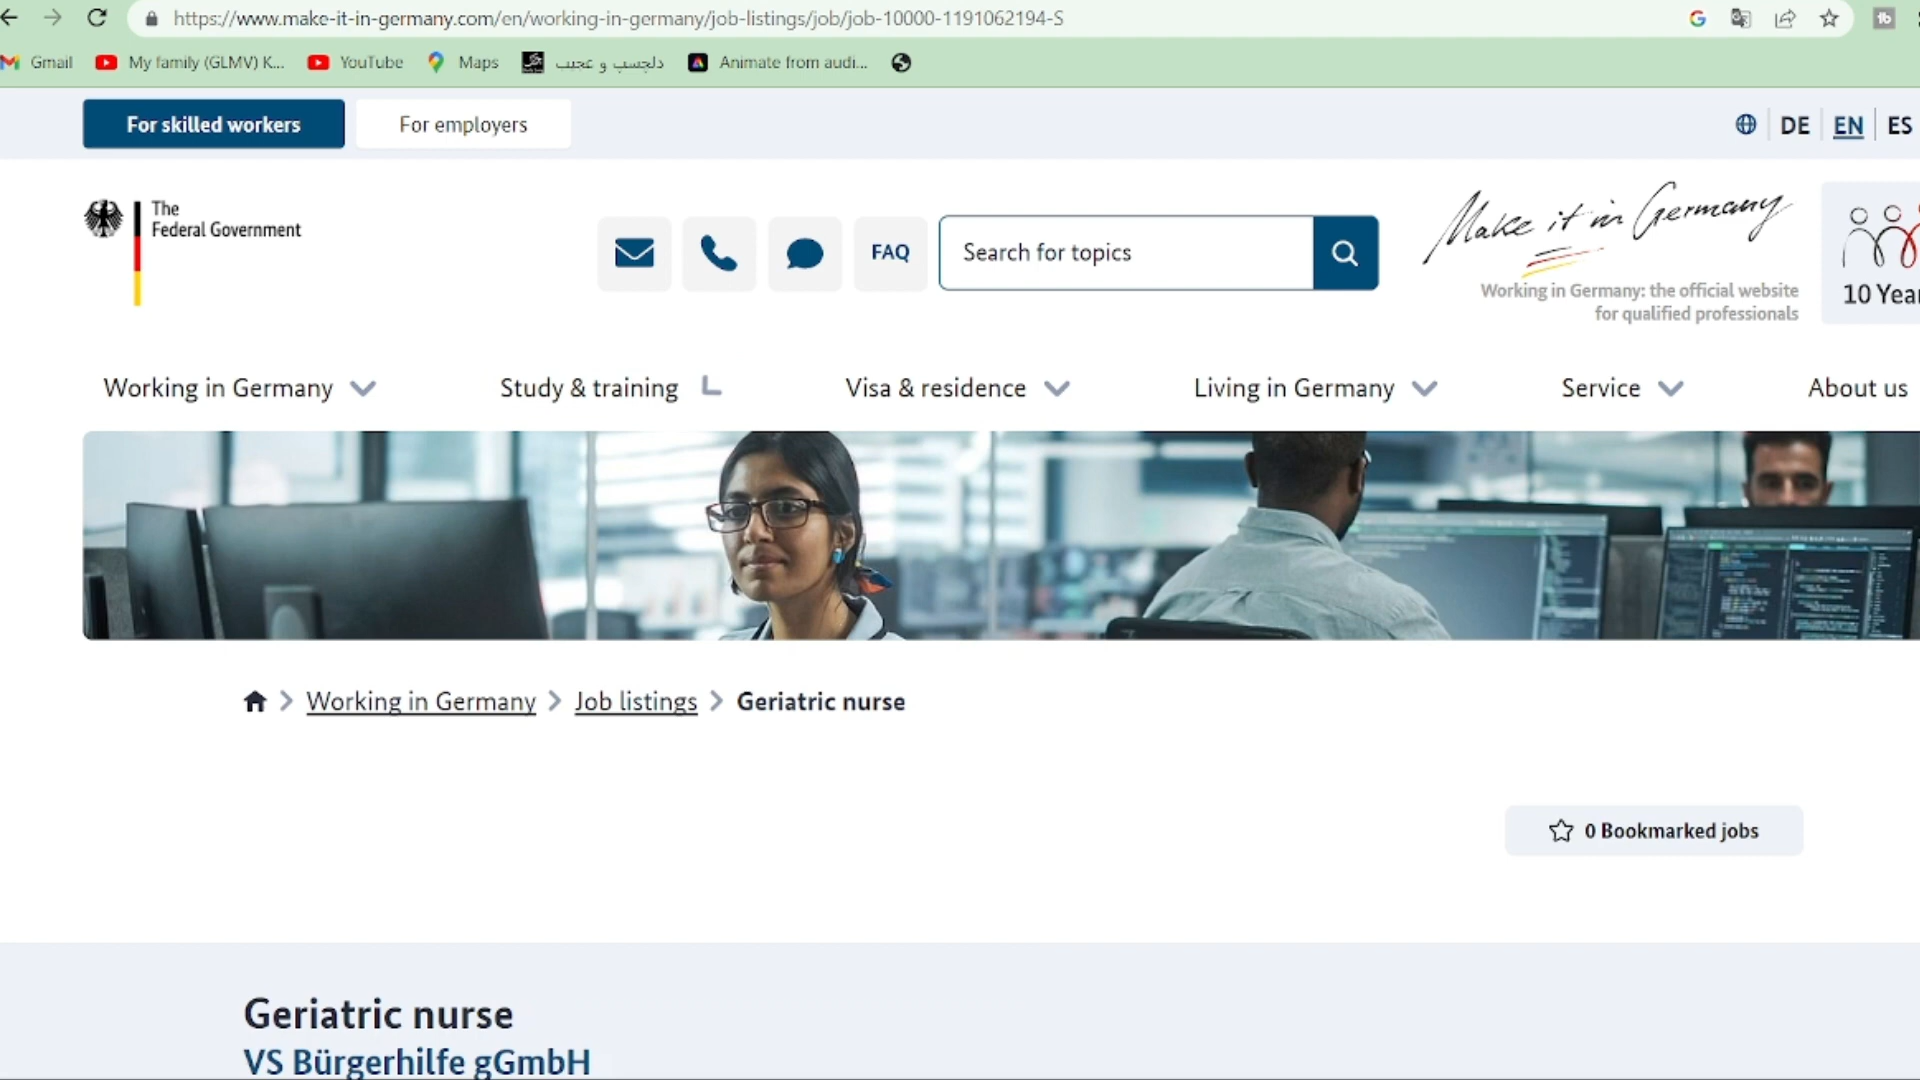 https://www.make-it-in-germany.com/en/working-in-germany/job-listings/job/job-10000-1191062194-S
Gmail
My family (GLMV) K...
YouTube
Maps
دلچسپ و عجیب
Animate from audi...
For skilled workers
For employers
DE
EN
ES
The
Federal Government
FAQ
Search for topics
Make it in Germany
Working in Germany: the official website
for qualified professionals
10 Year
Working in Germany
Study & training
Visa & residence
Living in Germany
Service
About us
Working in Germany
Job listings
Geriatric nurse
0 Bookmarked jobs
Geriatric nurse
VS Bürgerhilfe gGmbH